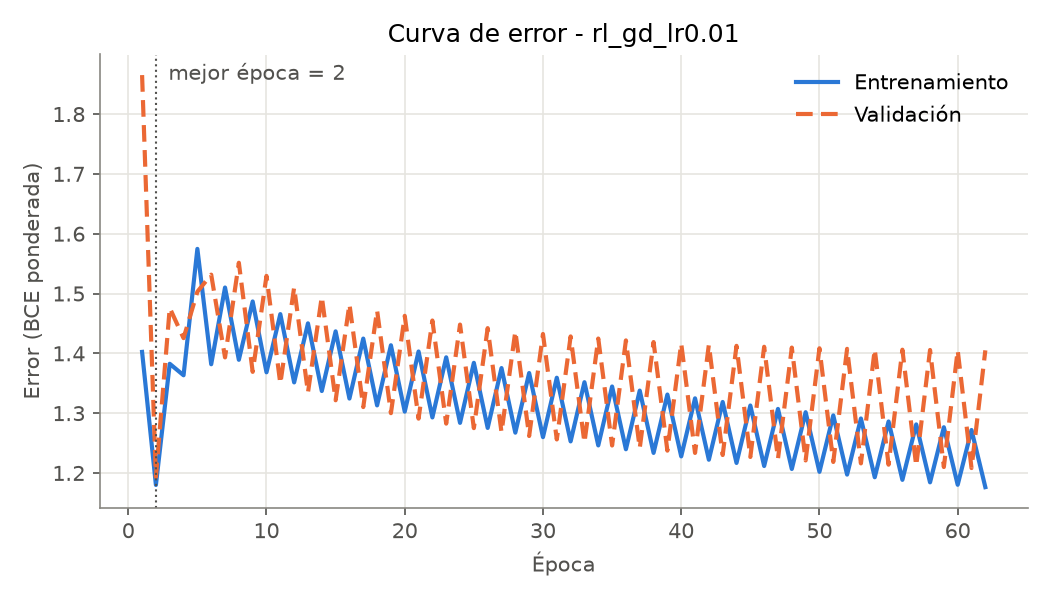 Curva de error - rl_gd_lr0.01
mejor época = 2
Entrenamiento
Validación
Error (BCE ponderada)
1.8
1.7
1.6
1.5
1.4
1.3
1.2
0 10 20 30 40 50 60
Época